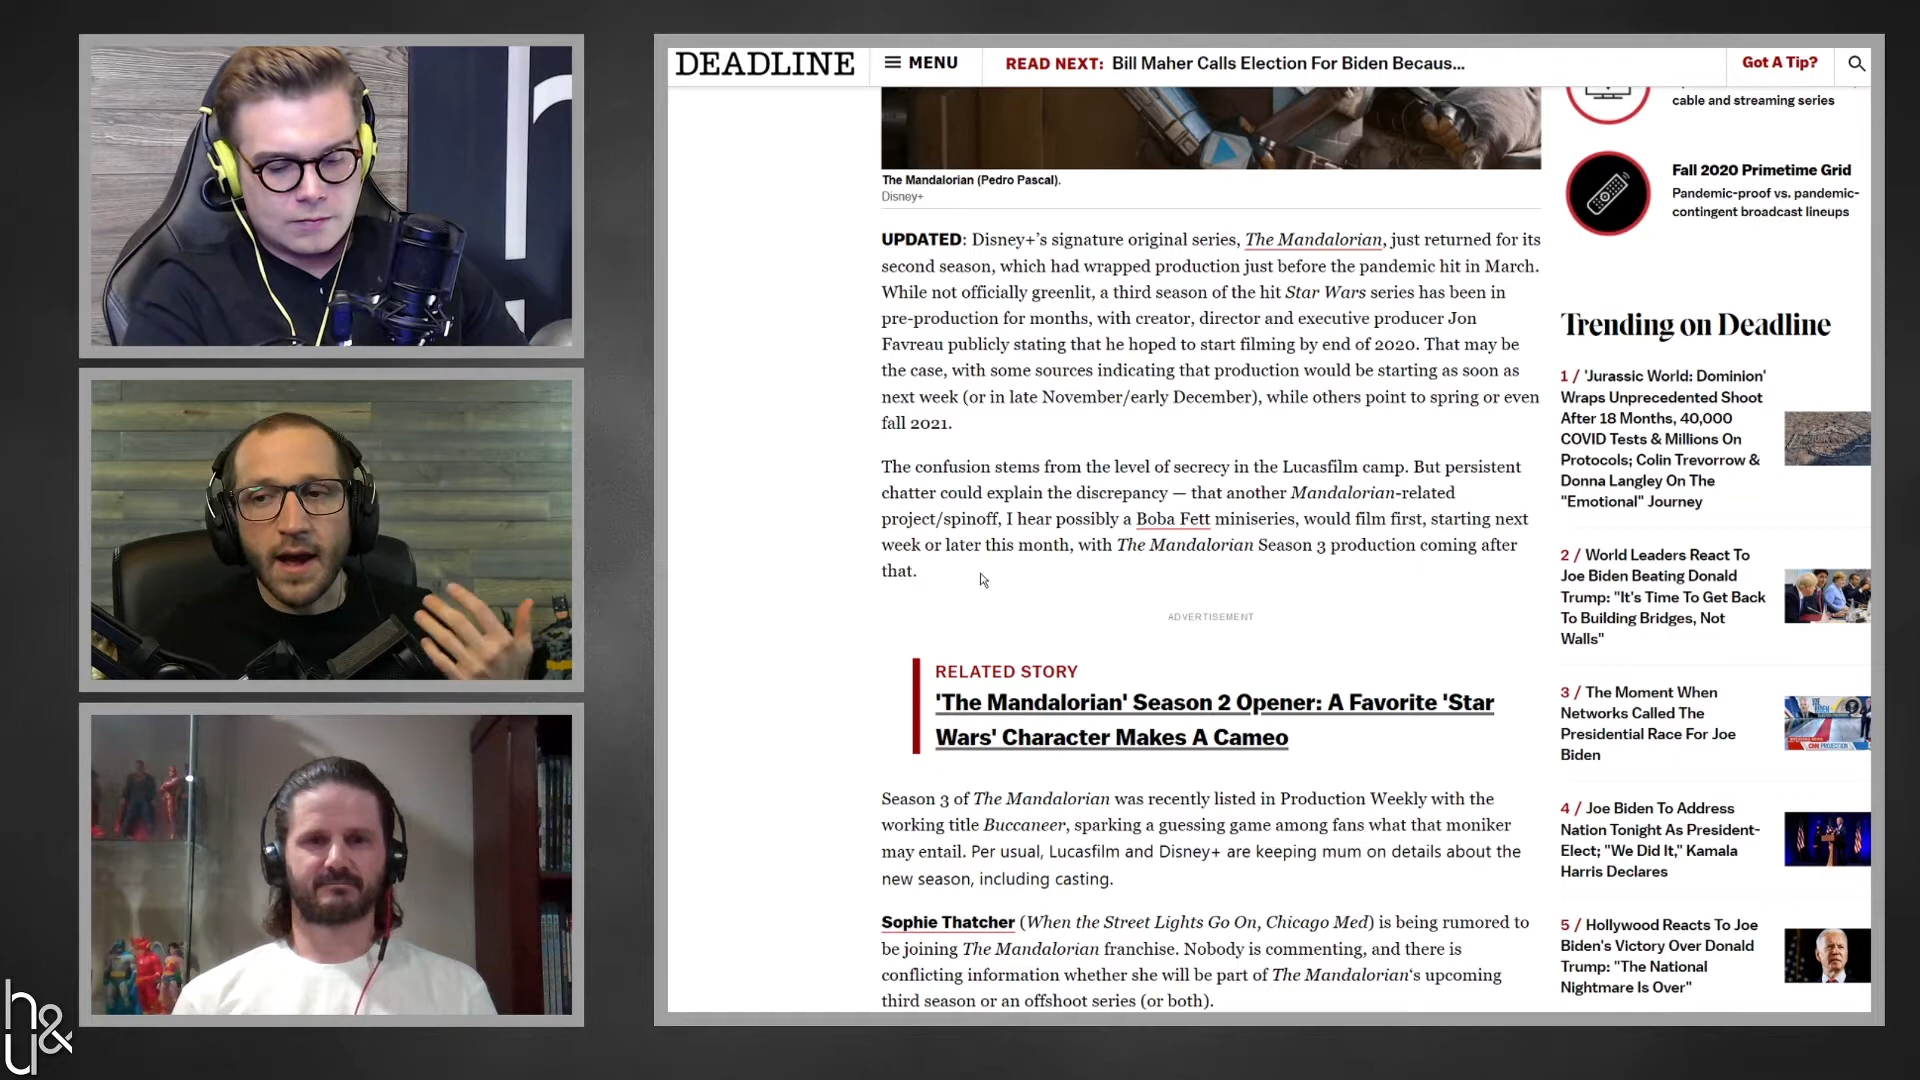 DEADLINE
MENU
READ NEXT: Bill Maher Calls Election For Biden Becaus...
Got A Tip?
The Mandalorian (Pedro Pascal).
Disney+
UPDATED: Disney+’s signature original series, The Mandalorian, just returned for its
second season, which had wrapped production just before the pandemic hit in March.
While not officially greenlit, a third season of the hit Star Wars series has been in
pre-production for months, with creator, director and executive producer Jon
Favreau publicly stating that he hoped to start filming by end of 2020. That may be
the case, with some sources indicating that production would be starting as soon as
next week (or in late November/early December), while others point to spring or even
fall 2021.
The confusion stems from the level of secrecy in the Lucasfilm camp. But persistent
chatter could explain the discrepancy — that another Mandalorian-related
project/spinoff, I hear possibly a Boba Fett miniseries, would film first, starting next
week or later this month, with The Mandalorian Season 3 production coming after
that.
ADVERTISEMENT
RELATED STORY
'The Mandalorian' Season 2 Opener: A Favorite 'Star
Wars' Character Makes A Cameo
Season 3 of The Mandalorian was recently listed in Production Weekly with the
working title Buccaneer, sparking a guessing game among fans what that moniker
may entail. Per usual, Lucasfilm and Disney+ are keeping mum on details about the
new season, including casting.
Sophie Thatcher (When the Street Lights Go On, Chicago Med) is being rumored to
be joining The Mandalorian franchise. Nobody is commenting, and there is
conflicting information whether she will be part of The Mandalorian‘s upcoming
third season or an offshoot series (or both).
cable and streaming series
Fall 2020 Primetime Grid
Pandemic-proof vs. pandemic-
contingent broadcast lineups
Trending on Deadline
1 / 'Jurassic World: Dominion'
Wraps Unprecedented Shoot
After 18 Months, 40,000
COVID Tests & Millions On
Protocols; Colin Trevorrow &
Donna Langley On The
"Emotional" Journey
2 / World Leaders React To
Joe Biden Beating Donald
Trump: "It's Time To Get Back
To Building Bridges, Not
Walls"
3 / The Moment When
Networks Called The
Presidential Race For Joe
Biden
4 / Joe Biden To Address
Nation Tonight As President-
Elect; "We Did It," Kamala
Harris Declares
5 / Hollywood Reacts To Joe
Biden's Victory Over Donald
Trump: "The National
Nightmare Is Over"
h&u